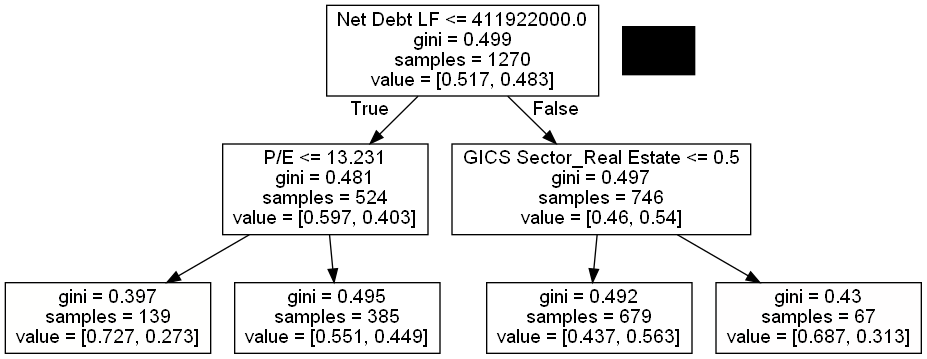 Net Debt LF <= 411922000.0
gini = 0.499
samples = 1270
value = [0.517, 0.483]
True
False
P/E <= 13.231
gini = 0.481
samples = 524
value = [0.597, 0.403]
GICS Sector_Real Estate <= 0.5
gini = 0.497
samples = 746
value = [0.46, 0.54]
gini = 0.397
samples = 139
value = [0.727, 0.273]
gini = 0.495
samples = 385
value = [0.551, 0.449]
gini = 0.492
samples = 679
value = [0.437, 0.563]
gini = 0.43
samples = 67
value = [0.687, 0.313]